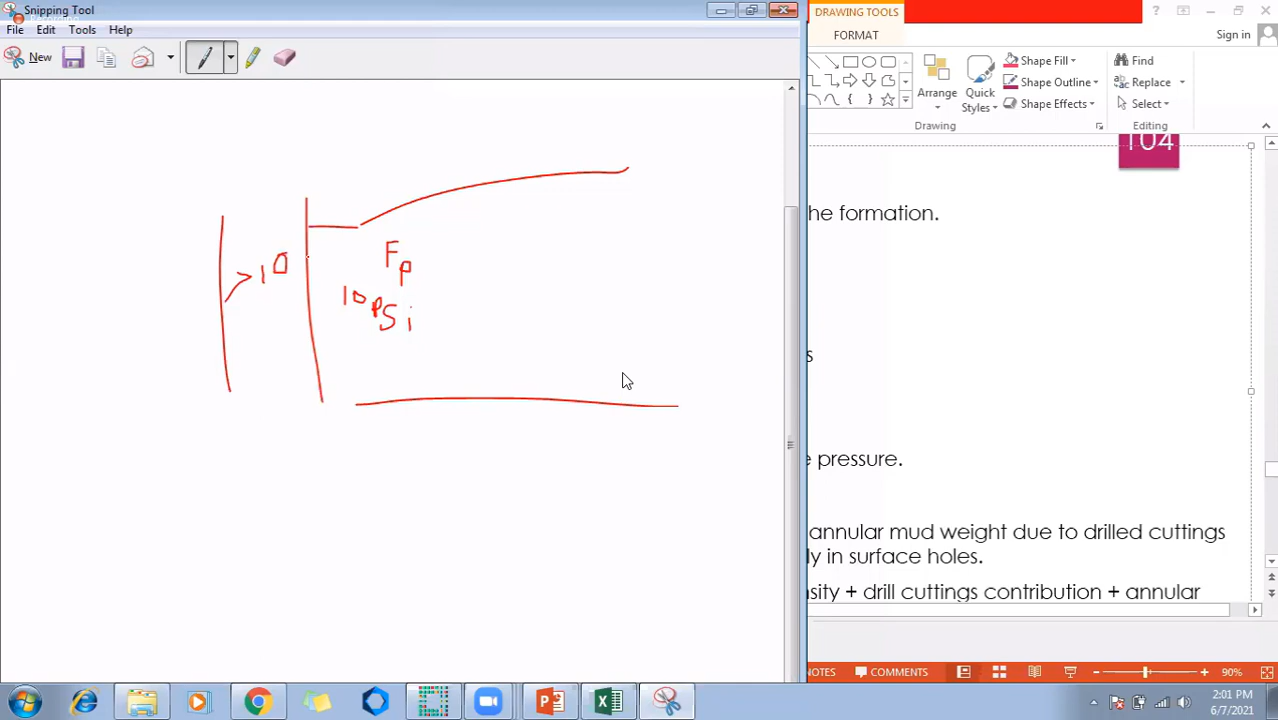 Snipping Tool
Recording
File Edit Tools Help
New
DRAWING TOOLS
FORMAT
?
Sign in
Arrange
Quick
Styles
Shape Fill
Shape Outline
Shape Effects
Find
Replace
Select
Drawing
Editing
104
he formation.
s
e pressure.
annular mud weight due to drilled cuttings
ly in surface holes.
sity + drill cuttings contribution + annular
>10
Fp
10 PSi
NOTES
COMMENTS
90%
2:01 PM
6/7/2021